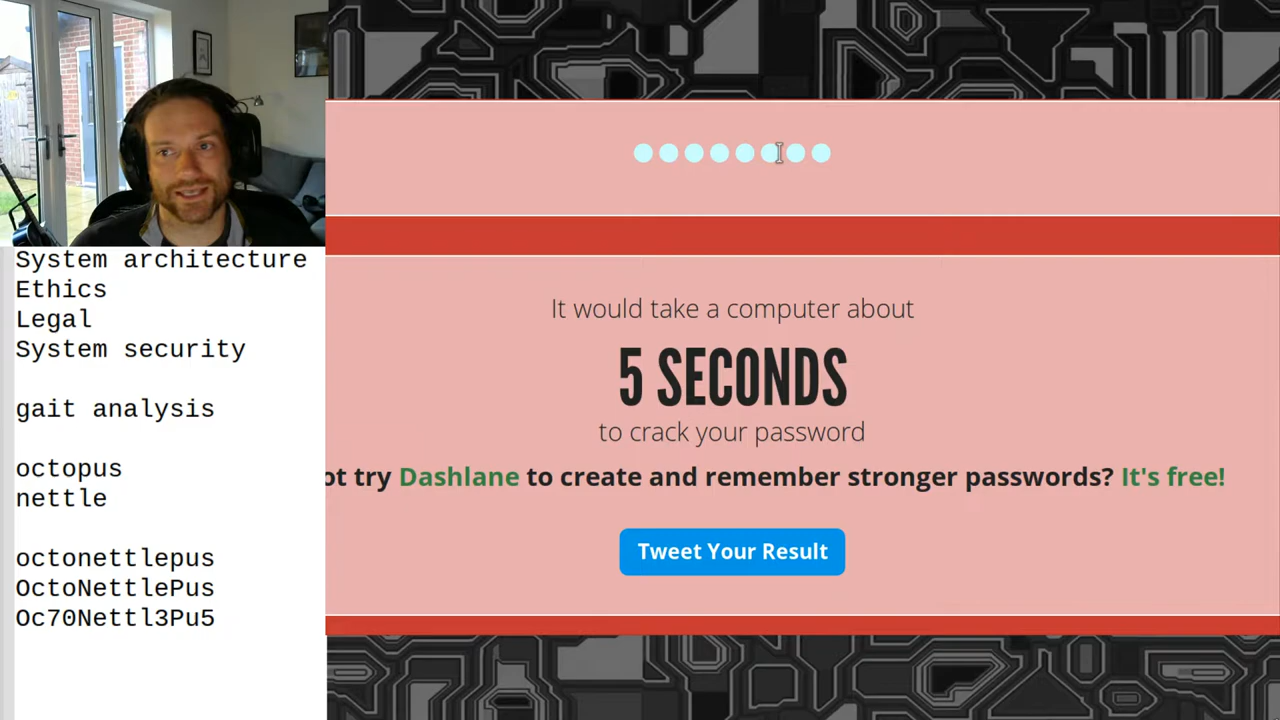 System architecture
Ethics
Legal
System security
gait analysis
octopus
nettle
octonettlepus
OctoNettlePus
Oc70Nettl3Pu5
It would take a computer about
5 SECONDS
to crack your password
ot try Dashlane to create and remember stronger passwords? It's free!
Tweet Your Result